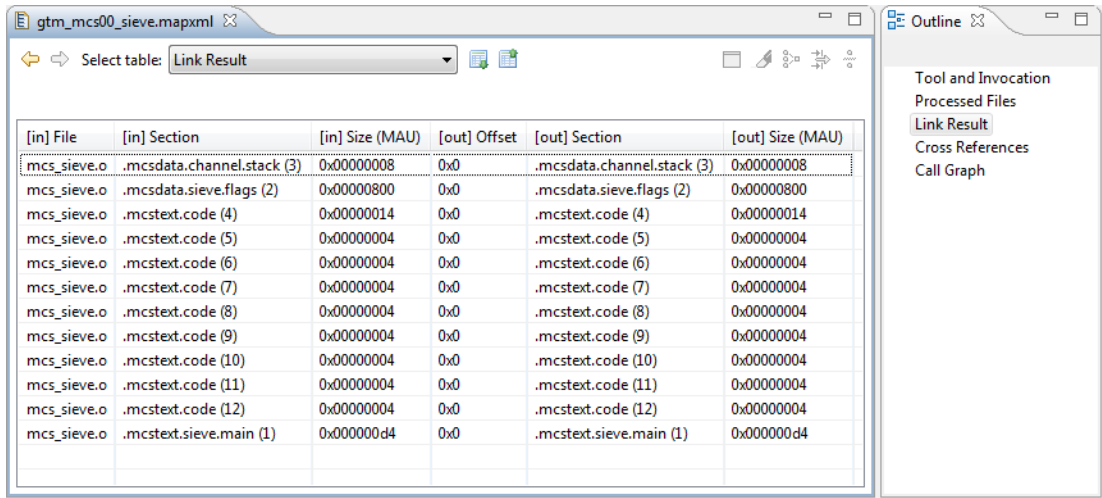 gtm_mcs00_sieve.mapxml
Outline
Select table: Link Result
Tool and Invocation
Processed Files
Link Result
Cross References
Call Graph
[in] File [in] Section [in] Size (MAU) [out] Offset [out] Section [out] Size (MAU)
mcs_sieve.o .mcsdata.channel.stack (3) 0x00000008 0x0 .mcsdata.channel.stack (3) 0x00000008
mcs_sieve.o .mcsdata.sieve.flags (2) 0x00000800 0x0 .mcsdata.sieve.flags (2) 0x00000800
mcs_sieve.o .mcstext.code (4) 0x00000014 0x0 .mcstext.code (4) 0x00000014
mcs_sieve.o .mcstext.code (5) 0x00000004 0x0 .mcstext.code (5) 0x00000004
mcs_sieve.o .mcstext.code (6) 0x00000004 0x0 .mcstext.code (6) 0x00000004
mcs_sieve.o .mcstext.code (7) 0x00000004 0x0 .mcstext.code (7) 0x00000004
mcs_sieve.o .mcstext.code (8) 0x00000004 0x0 .mcstext.code (8) 0x00000004
mcs_sieve.o .mcstext.code (9) 0x00000004 0x0 .mcstext.code (9) 0x00000004
mcs_sieve.o .mcstext.code (10) 0x00000004 0x0 .mcstext.code (10) 0x00000004
mcs_sieve.o .mcstext.code (11) 0x00000004 0x0 .mcstext.code (11) 0x00000004
mcs_sieve.o .mcstext.code (12) 0x00000004 0x0 .mcstext.code (12) 0x00000004
mcs_sieve.o .mcstext.sieve.main (1) 0x000000d4 0x0 .mcstext.sieve.main (1) 0x000000d4